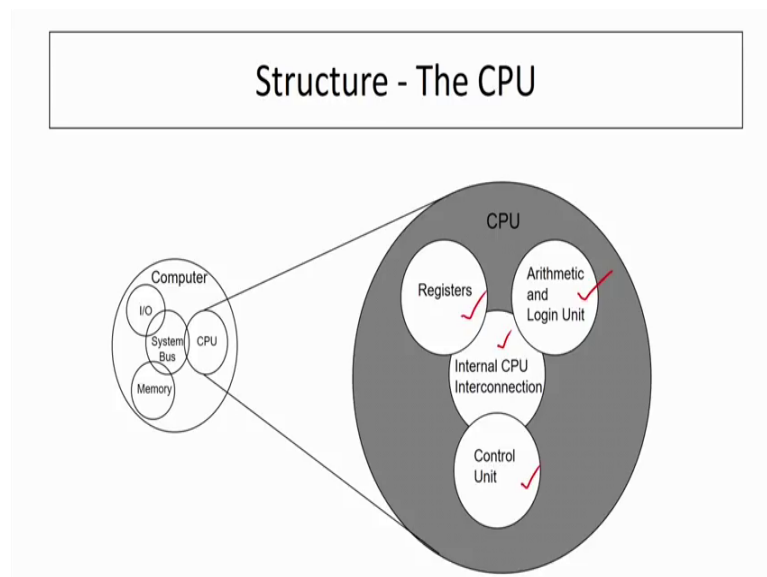 Structure - The CPU
Computer
I/O
System
Bus
CPU
Memory
CPU
Registers
Arithmetic
and
Login Unit
Internal CPU
Interconnection
Control
Unit